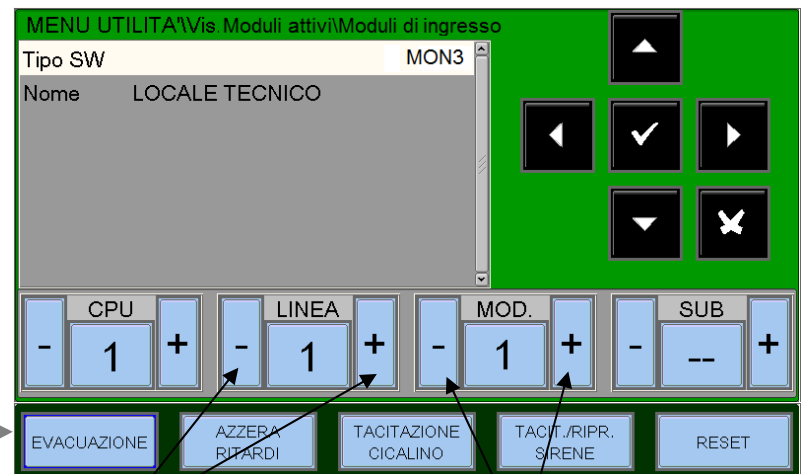 MENU UTILITA'\Vis. Moduli attivi\Moduli di ingresso
Tipo SW MON3
Nome LOCALE TECNICO
CPU LINEA MOD. SUB
- 1 + - 1 + - 1 + - -- +
EVACUAZIONE
AZZERA
RITARDI
TACITAZIONE
CICALINO
TACIT./RIPR.
SIRENE
RESET